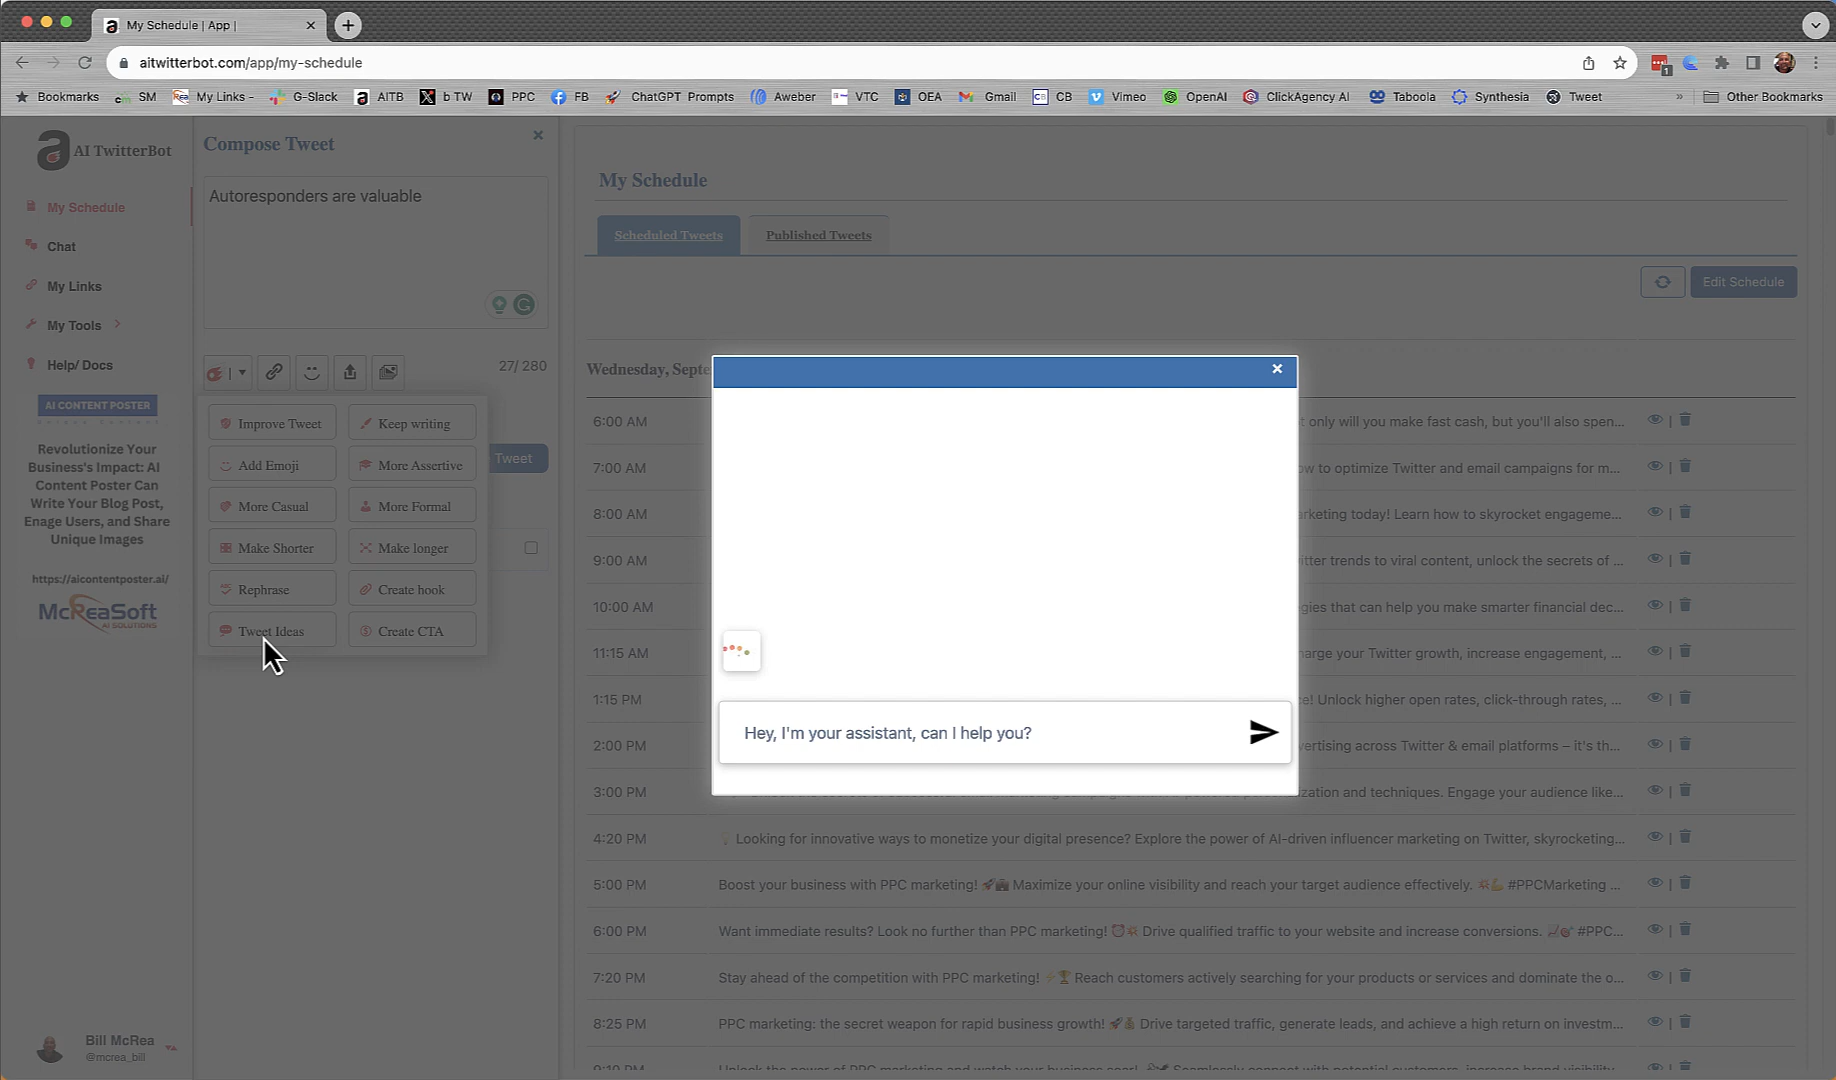 My Schedule | App |
aitwitterbot.com/app/my-schedule
1
Bookmarks SM My Links - G-Slack AITB b TW PPC FB ChatGPT Prompts Aweber VTC OEA Gmail CB Vimeo OpenAI ClickAgency AI Taboola Synthesia Tweet » Other Bookmarks
AI TwitterBot
My Schedule
Chat
My Links
My Tools
Help/ Docs
AI CONTENT POSTER
Revolutionize Your
Business's Impact: AI
Content Poster Can
Write Your Blog Post,
Enage Users, and Share
Unique Images
https://aicontentposter.ai/
McReaSoft
AI SOLUTIONS
Bill McRea
@mcrea_bill
Compose Tweet
Autoresponders are valuable
27/ 280
Improve Tweet Keep writing
Add Emoji More Assertive
More Casual More Formal
Make Shorter Make longer
Rephrase Create hook
Tweet Ideas Create CTA
Tweet
My Schedule
Scheduled Tweets Published Tweets
Edit Schedule
Wednesday, Septe
6:00 AM t only will you make fast cash, but you'll also spen...
7:00 AM ow to optimize Twitter and email campaigns for m...
8:00 AM rketing today! Learn how to skyrocket engageme...
9:00 AM itter trends to viral content, unlock the secrets of ...
10:00 AM gies that can help you make smarter financial dec...
11:15 AM arge your Twitter growth, increase engagement, ...
1:15 PM e! Unlock higher open rates, click-through rates, ...
2:00 PM ertising across Twitter & email platforms – it's th...
3:00 PM zation and techniques. Engage your audience like...
4:20 PM 💡Looking for innovative ways to monetize your digital presence? Explore the power of AI-driven influencer marketing on Twitter, skyrocketing...
5:00 PM Boost your business with PPC marketing! 🚀💼 Maximize your online visibility and reach your target audience effectively. 💥💪 #PPCMarketing ...
6:00 PM Want immediate results? Look no further than PPC marketing! ⏰💥 Drive qualified traffic to your website and increase conversions. 📈🎯 #PPC...
7:20 PM Stay ahead of the competition with PPC marketing! ⚡🏆 Reach customers actively searching for your products or services and dominate the o...
8:25 PM PPC marketing: the secret weapon for rapid business growth! 🚀💰 Drive targeted traffic, generate leads, and achieve a high return on investm...
Hey, I'm your assistant, can I help you?